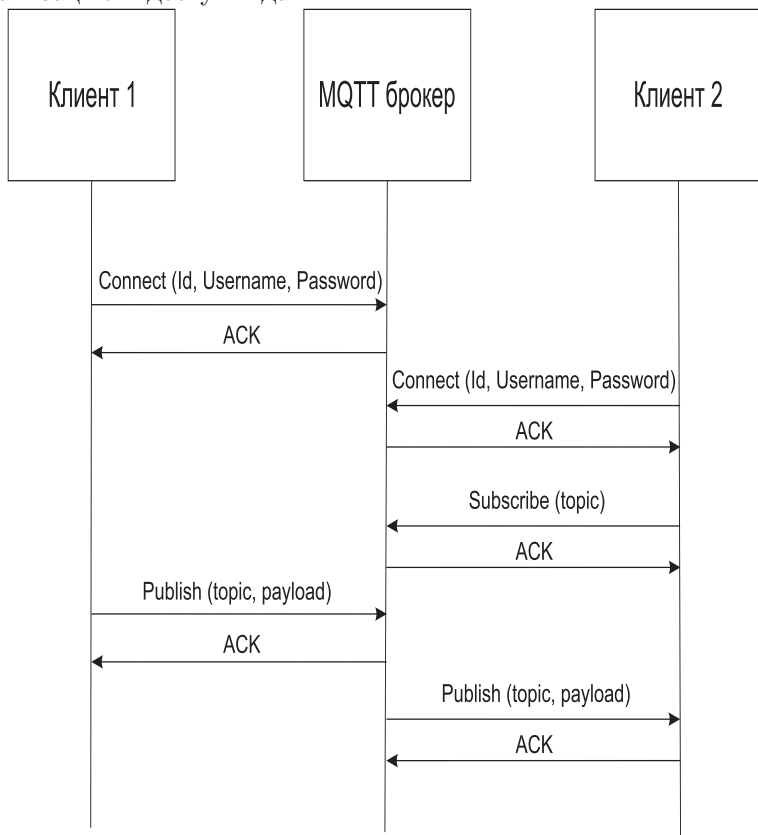 Клиент 1
MQTT брокер
Клиент 2
Connect (Id, Username, Password)
ACK
Connect (Id, Username, Password)
ACK
Subscribe (topic)
ACK
Publish (topic, payload)
ACK
Publish (topic, payload)
ACK